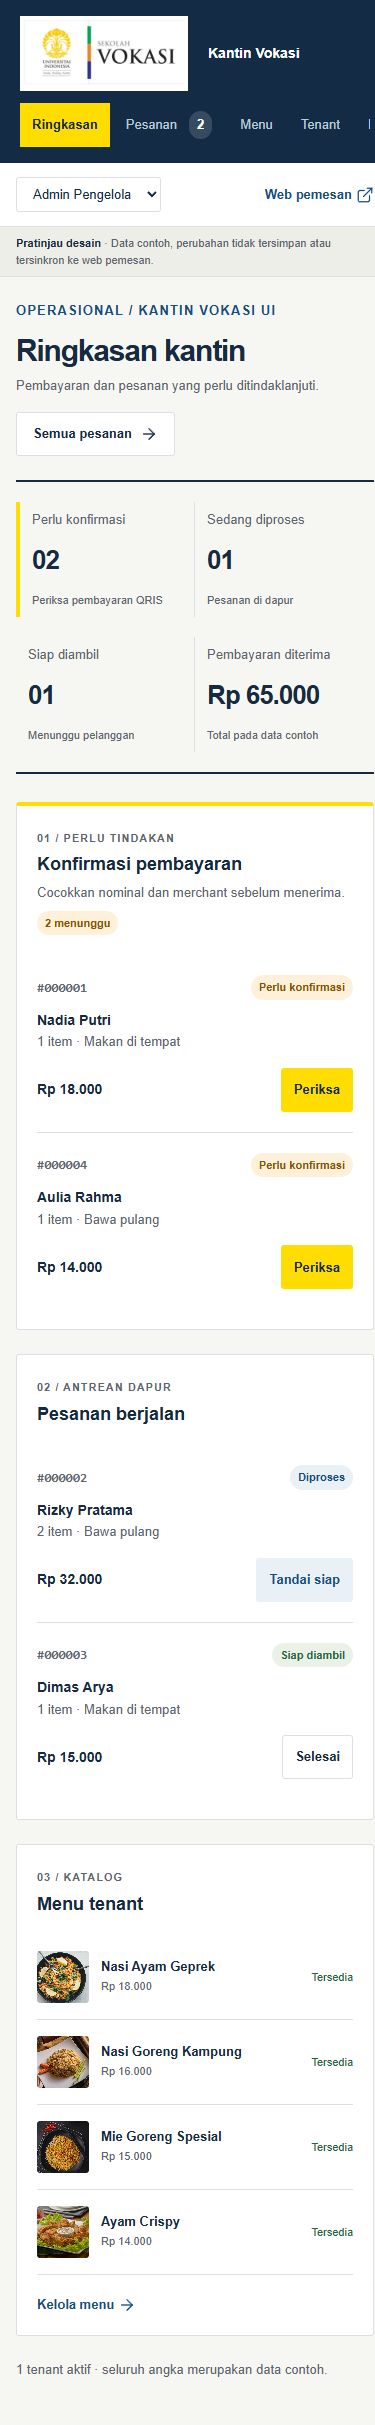 UNIVERSITAS
INDONESIA
SEKOLAH
VOKASI
Kantin Vokasi
Ringkasan
Pesanan 2
Menu
Tenant
Admin Pengelola
Web pemesan
Pratinjau desain · Data contoh, perubahan tidak tersimpan atau
tersinkron ke web pemesan.
OPERASIONAL / KANTIN VOKASI UI
Ringkasan kantin
Pembayaran dan pesanan yang perlu ditindaklanjuti.
Semua pesanan
Perlu konfirmasi
02
Periksa pembayaran QRIS
Sedang diproses
01
Pesanan di dapur
Siap diambil
01
Menunggu pelanggan
Pembayaran diterima
Rp 65.000
Total pada data contoh
01 / PERLU TINDAKAN
Konfirmasi pembayaran
Cocokkan nominal dan merchant sebelum menerima.
2 menunggu
#000001
Perlu konfirmasi
Nadia Putri
1 item · Makan di tempat
Rp 18.000
Periksa
#000004
Perlu konfirmasi
Aulia Rahma
1 item · Bawa pulang
Rp 14.000
Periksa
02 / ANTREAN DAPUR
Pesanan berjalan
#000002
Diproses
Rizky Pratama
2 item · Bawa pulang
Rp 32.000
Tandai siap
#000003
Siap diambil
Dimas Arya
1 item · Makan di tempat
Rp 15.000
Selesai
03 / KATALOG
Menu tenant
Nasi Ayam Geprek
Rp 18.000
Tersedia
Nasi Goreng Kampung
Rp 16.000
Tersedia
Mie Goreng Spesial
Rp 15.000
Tersedia
Ayam Crispy
Rp 14.000
Tersedia
Kelola menu
1 tenant aktif · seluruh angka merupakan data contoh.